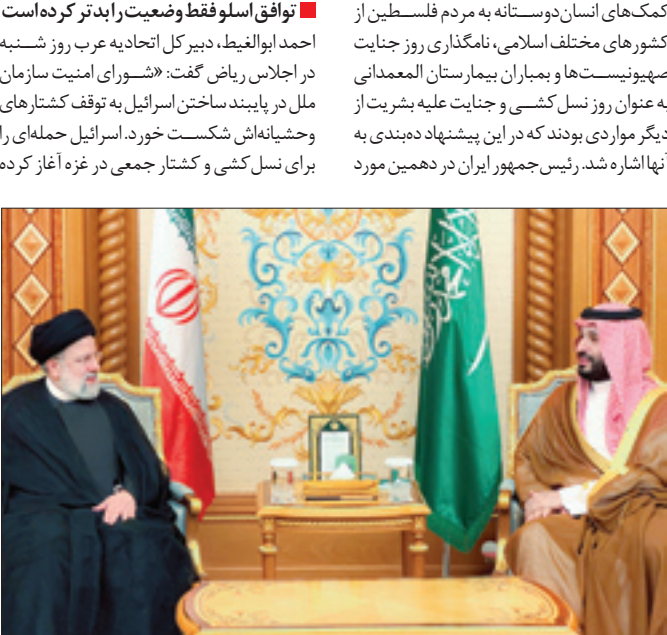 کمک‌های انسان‌دوستانه به مردم فلسطین از
کشورهای مختلف اسلامی، نامگذاری روز جنایت
صهیونیست‌ها و بمباران بیمارستان المعمدانی
به عنوان روز نسل‌کشی و جنایت علیه بشریت از
دیگر مواردی بودند که در این پیشنهاد ده‌بندی به
آنها اشاره شد. رئیس‌جمهور ایران در دهمین مورد
توافق اسلو فقط وضعیت را بدتر کرده است
احمد ابوالغیط، دبیر کل اتحادیه عرب روز شنبه
در اجلاس ریاض گفت: «شورای امنیت سازمان
ملل در پایبند ساختن اسرائیل به توقف کشتارهای
وحشیانه‌اش شکست خورد. اسرائیل حمله‌ای را
برای نسل‌کشی و کشتار جمعی در غزه آغاز کرده